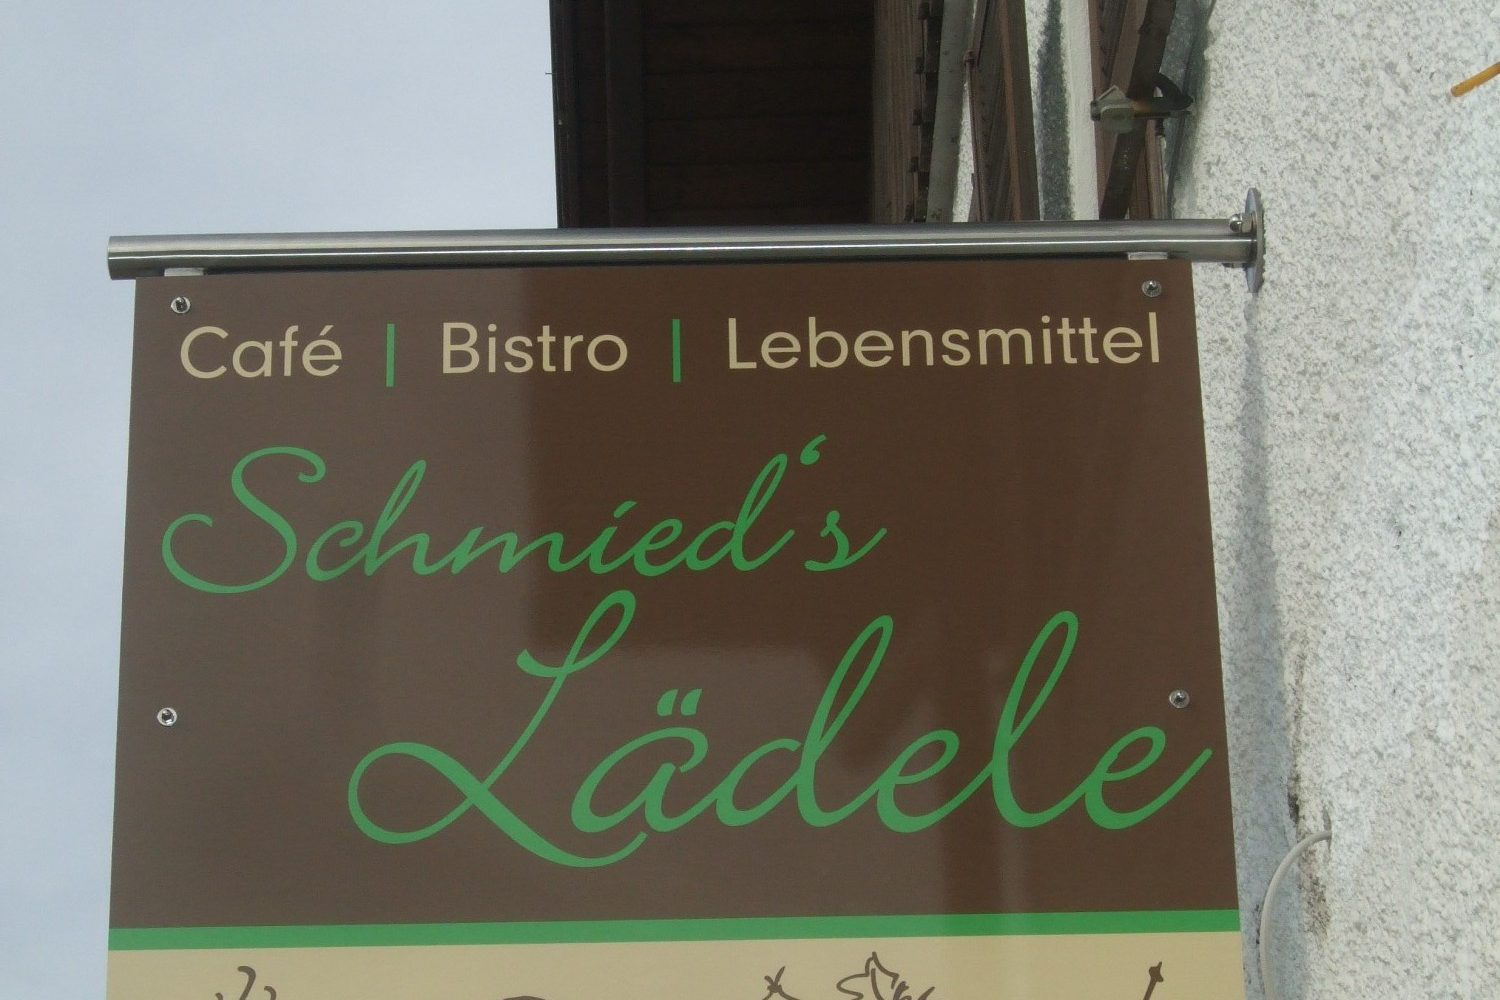 Café | Bistro | Lebensmittel
Schmied‘s
Lädele